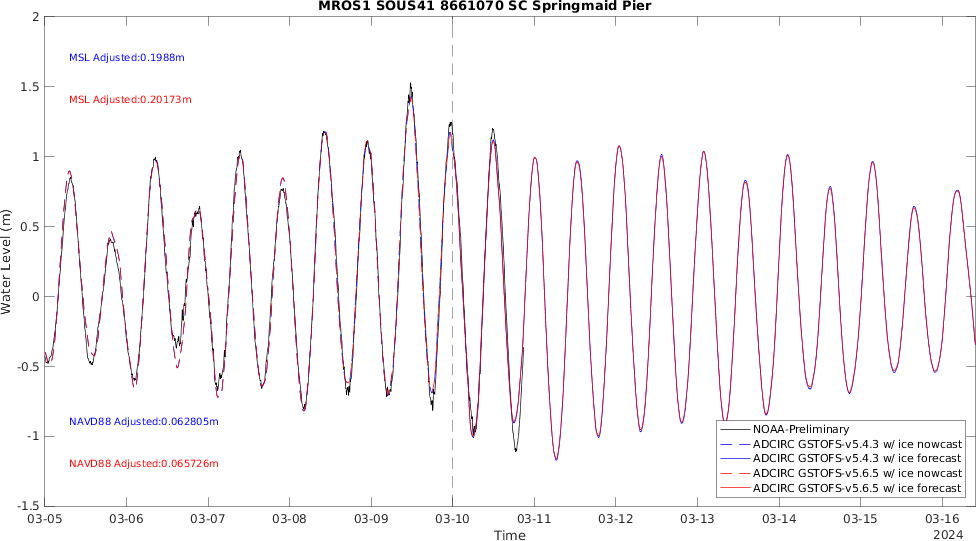 MROS1 SOUS41 8661070 SC Springmaid Pier
2
1.5
1
0.5
0
-0.5
-1
-1.5
Water Level (m)
MSL Adjusted:0.1988m
MSL Adjusted:0.20173m
NAVD88 Adjusted:0.062805m
NAVD88 Adjusted:0.065726m
NOAA-Preliminary
ADCIRC GSTOFS-v5.4.3 w/ ice nowcast
ADCIRC GSTOFS-v5.4.3 w/ ice forecast
ADCIRC GSTOFS-v5.6.5 w/ ice nowcast
ADCIRC GSTOFS-v5.6.5 w/ ice forecast
03-05 03-06 03-07 03-08 03-09 03-10 03-11 03-12 03-13 03-14 03-15 03-16
Time
2024